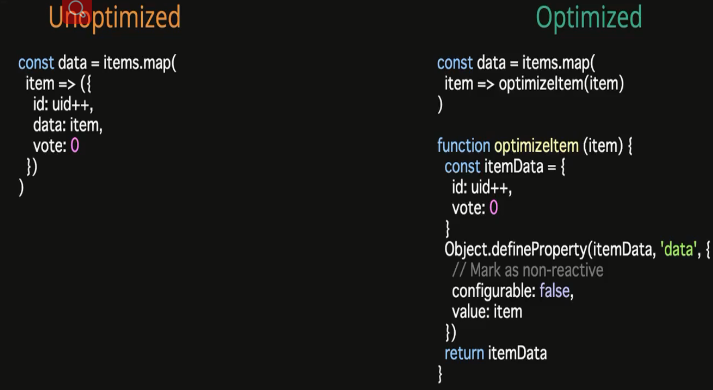 Unoptimized
const data = items.map(
item => ({
id: uid++,
data: item,
vote: 0
})
)
Optimized
const data = items.map(
item => optimizeItem(item)
)
function optimizeItem (item) {
const itemData = {
id: uid++,
vote: 0
}
Object.defineProperty(itemData, 'data', {
// Mark as non-reactive
configurable: false,
value: item
})
return itemData
}